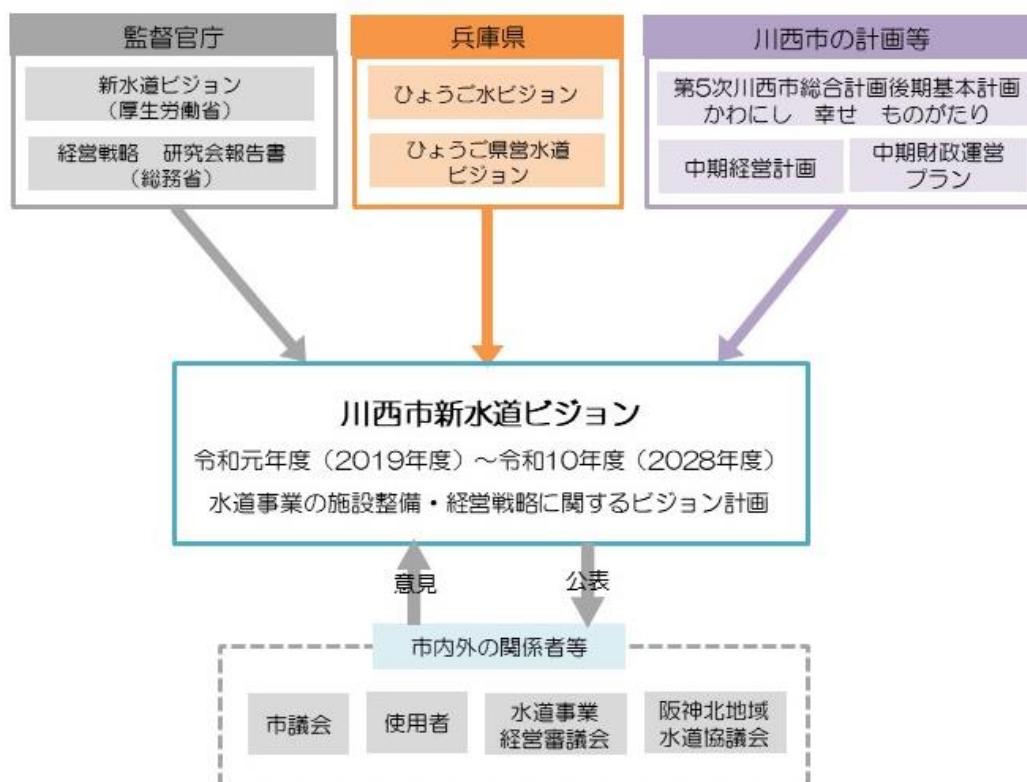 監督官庁
新水道ビジョン
（厚生労働省）
経営戦略　研究会報告書
（総務省）
兵庫県
ひょうご水ビジョン
ひょうご県営水道
ビジョン
川西市の計画等
第5次川西市総合計画後期基本計画
かわにし　幸せ　ものがたり
中期経営計画
中期財政運営
プラン
川西市新水道ビジョン
令和元年度（2019年度）～令和10年度（2028年度）
水道事業の施設整備・経営戦略に関するビジョン計画
意見
公表
市内外の関係者等
市議会
使用者
水道事業
経営審議会
阪神北地域
水道協議会